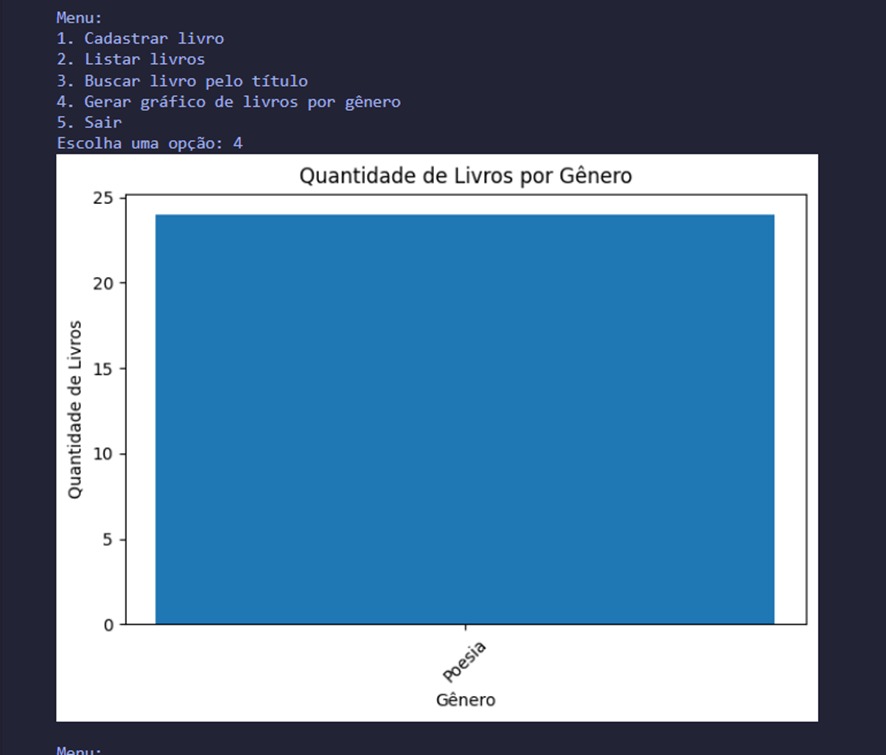 Menu:
1. Cadastrar livro
2. Listar livros
3. Buscar livro pelo título
4. Gerar gráfico de livros por gênero
5. Sair
Escolha uma opção: 4
Quantidade de Livros por Gênero
25
20
15
10
5
0
Quantidade de Livros
Poesia
Gênero
Menu: